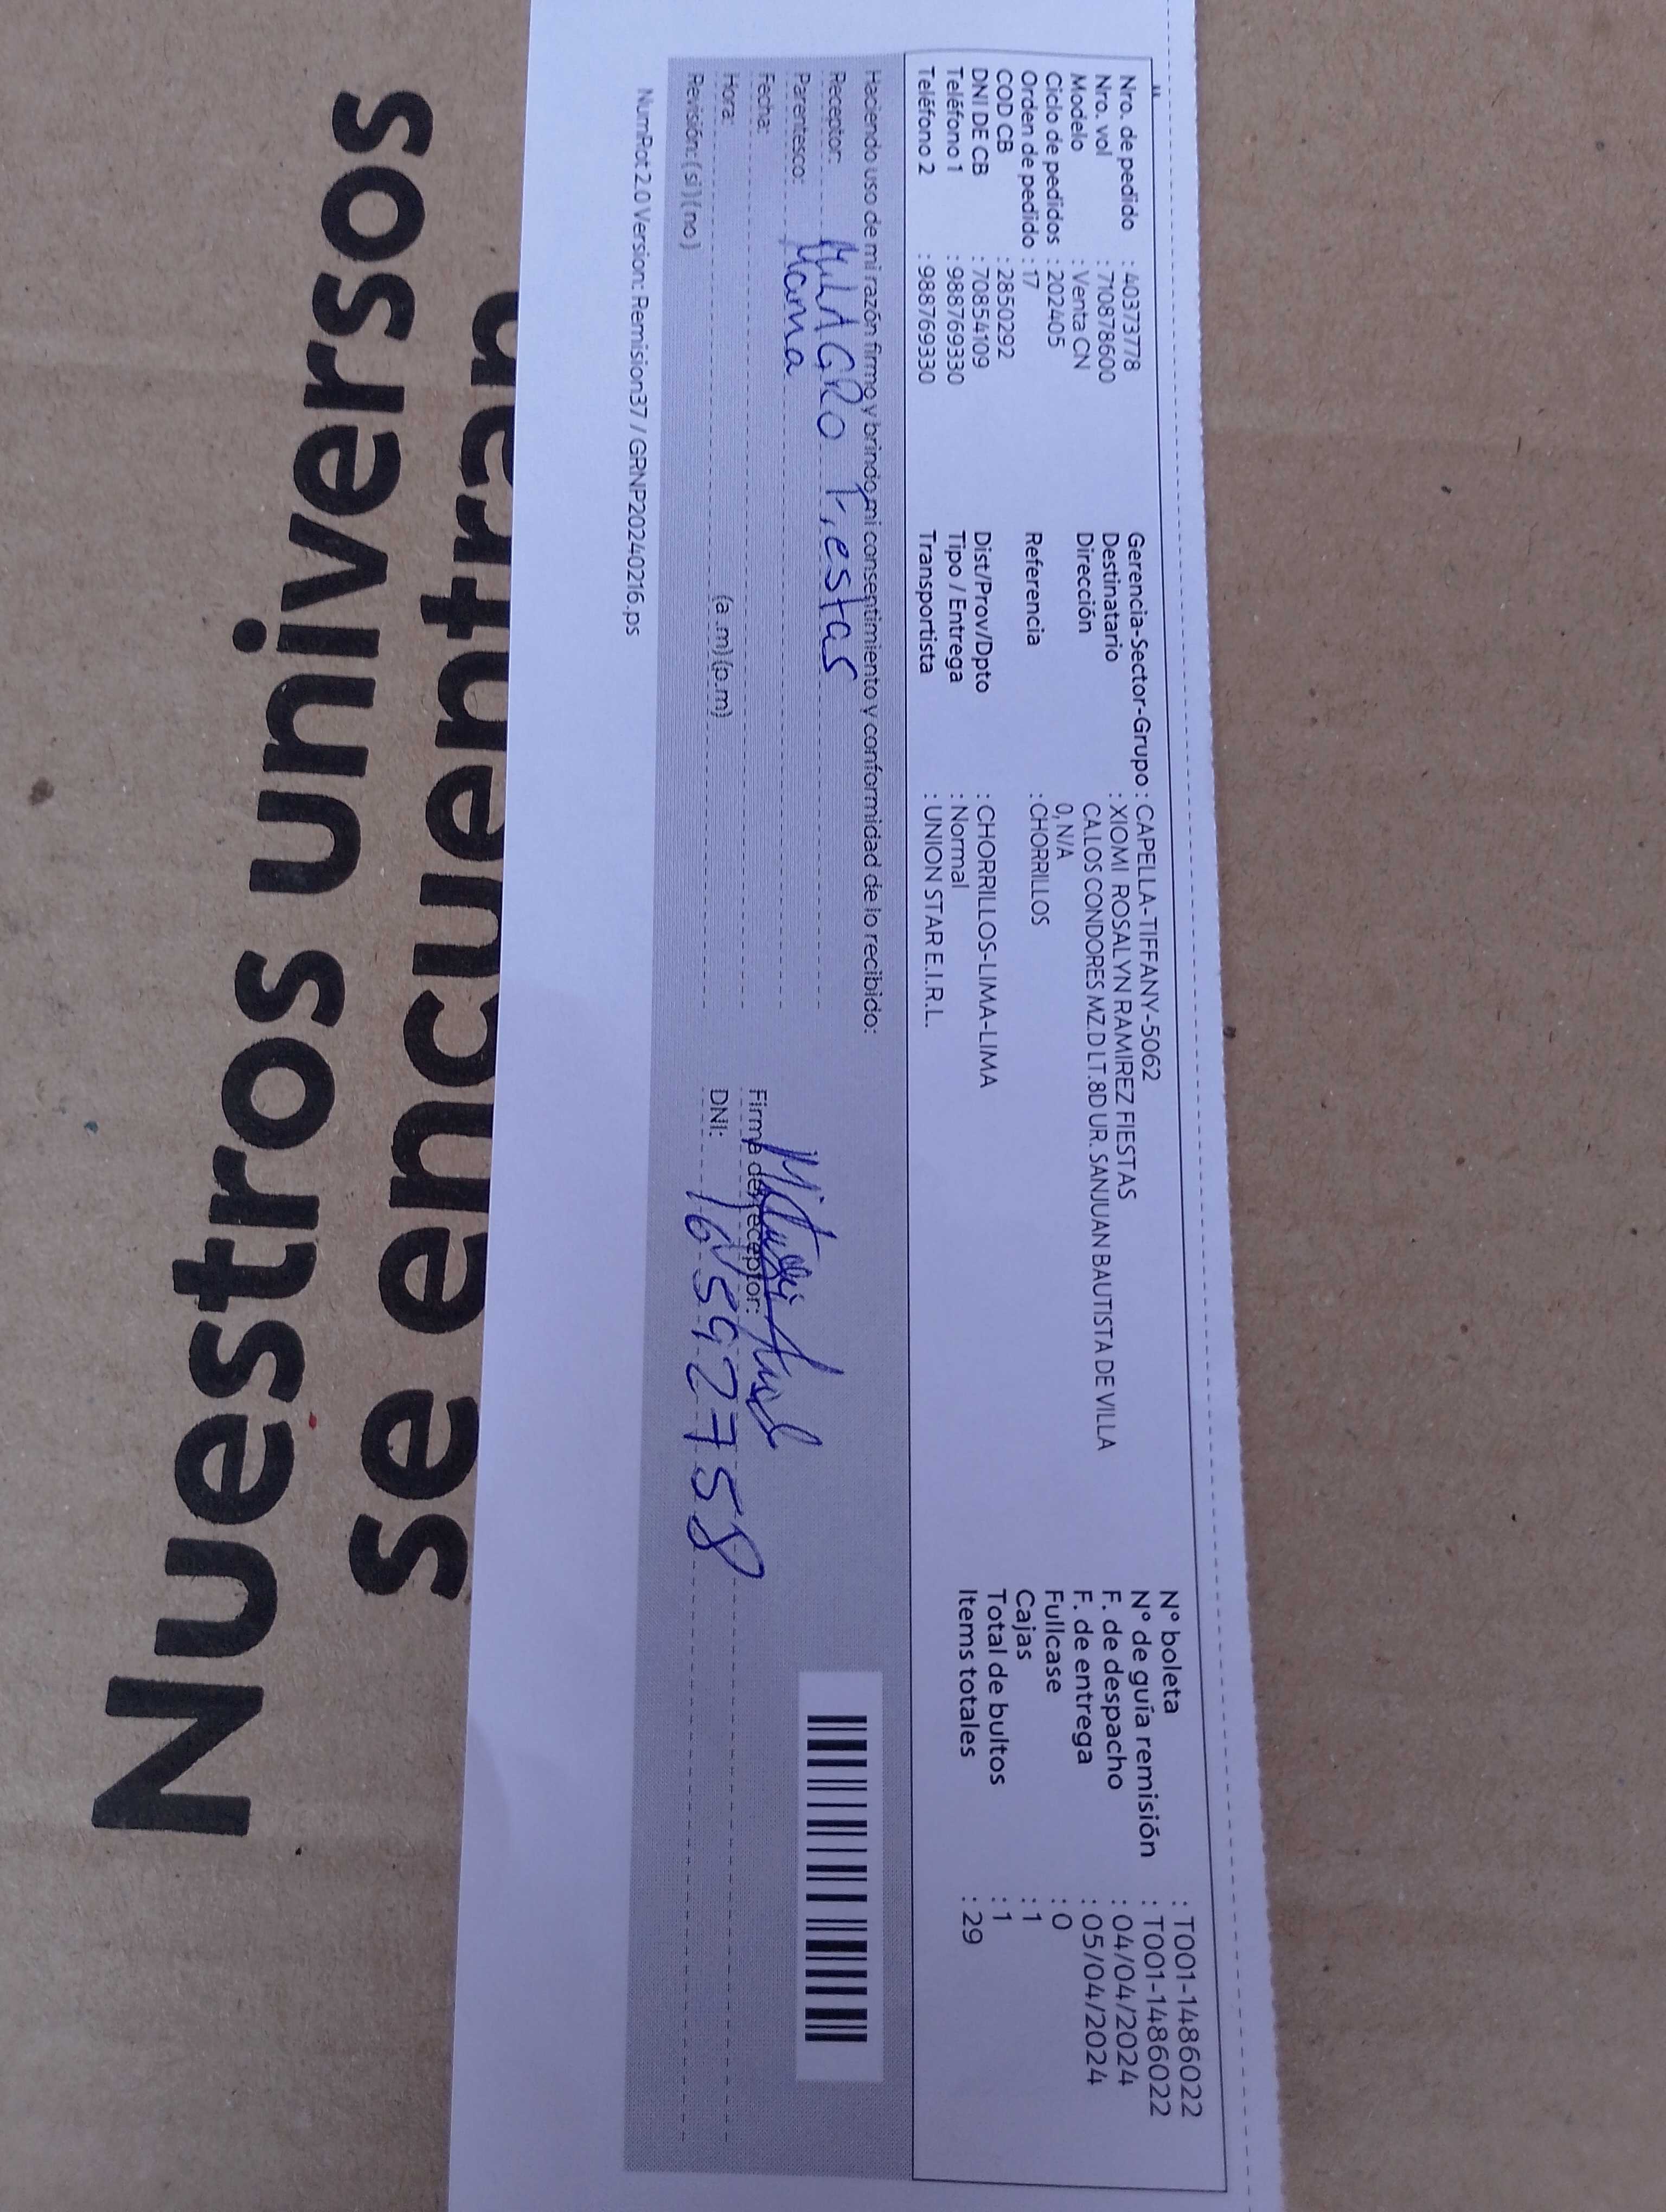 Nro. de pedido : 40373778
Nro. vol : 710878600
Modelo : Venta CN
Ciclo de pedidos : 202405
Orden de pedido : 17
COD CB : 2850292
DNI DE CB : 70854109
Teléfono 1 : 988769330
Teléfono 2 : 988769330
Gerencia-Sector-Grupo : CAPELLA-TIFFANY-5062
Destinatario : XIOMI ROSALYN RAMIREZ FIESTAS
Dirección CA.LOS CONDORES MZ.D LT.8D UR. SANJUAN BAUTISTA DE VILLA
0, N/A
Referencia : CHORRILLOS
Dist/Prov/Dpto : CHORRILLOS-LIMA-LIMA
Tipo / Entrega : Normal
Transportista : UNION STAR E.I.R.L.
N° boleta : T001-1486022
N° de guía remisión : T001-1486022
F. de despacho : 04/04/2024
F. de entrega : 05/04/2024
Fullcase : 0
Cajas : 1
Total de bultos : 1
Items totales : 29
Haciendo uso de mi razón firmo y brindo mi consentimiento y conformidad de lo recibido:
Receptor: MilAGRO Fiestas
Parentesco: Mama
Fecha:
Hora: (a.m) (p.m)
Revisión: ( si ) ( no )
Firma del receptor:
DNI: 16592758
NumRot 2.0 Version: Remision37 / GRNP20240216.ps
Nuestros universos
se encuentran